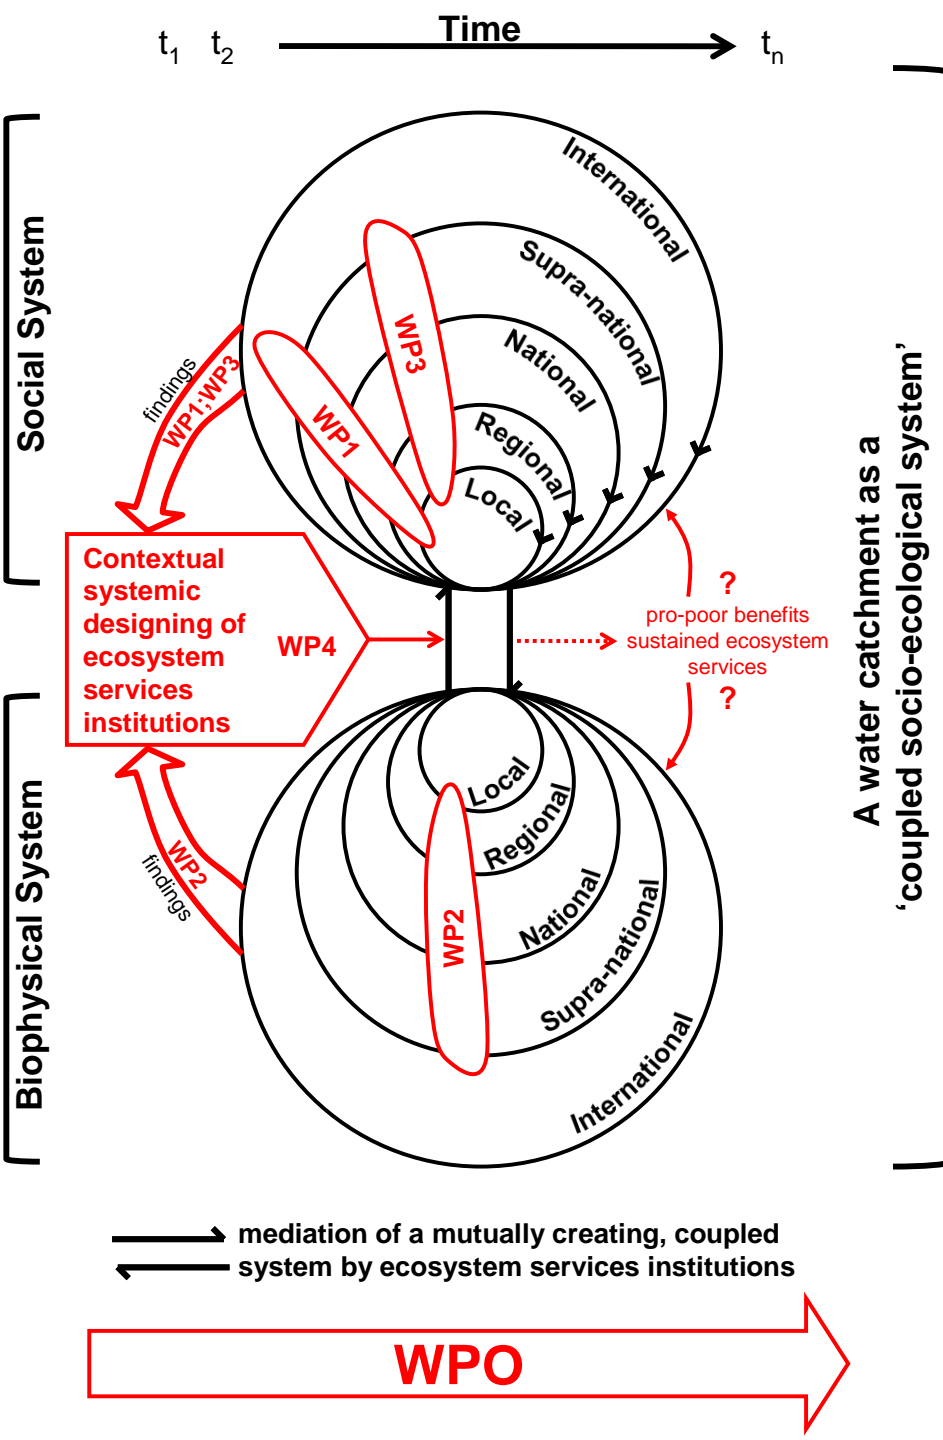 Time
t1 t2 tn
Social System
International
Supra-national
National
Regional
Local
WP3
WP1
findings
WP1;WP3
Contextual
systemic
designing of
ecosystem
services
institutions
WP4
?
pro-poor benefits
sustained ecosystem
services
?
A water catchment as a
‘coupled socio-ecological system’
Biophysical System
Local
Regional
National
Supra-national
International
WP2
WP2
findings
mediation of a mutually creating, coupled
system by ecosystem services institutions
WPO